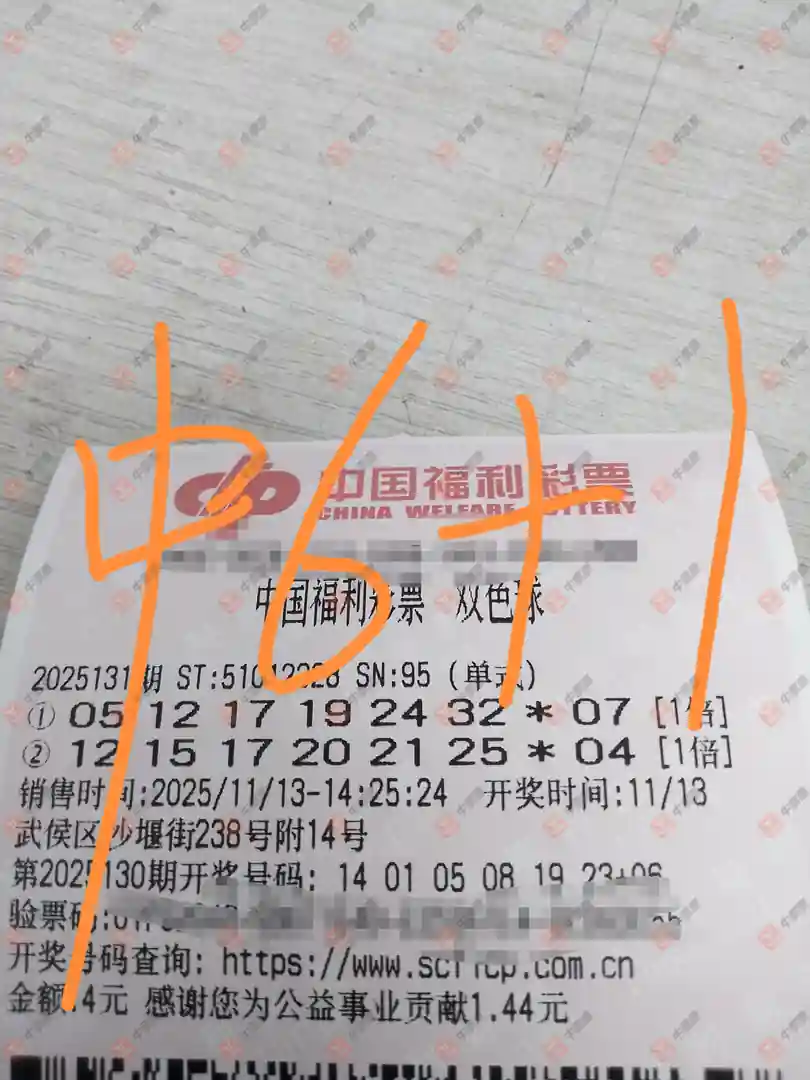 中6+1
中国福利彩票
CHINA WELFARE LOTTERY
中国福利彩票 双色球
2025131期 ST:51012328 SN:95 (单式)
① 05 12 17 19 24 32 * 07 [1倍]
② 12 15 17 20 21 25 * 04 [1倍]
销售时间:2025/11/13-14:25:24 开奖时间:11/13
武侯区沙堰街238号附14号
第2025130期开奖号码: 14 01 05 08 19 23+06
验票码:
开奖号码查询: https://www.scflcp.com.cn
金额:4元 感谢您为公益事业贡献1.44元